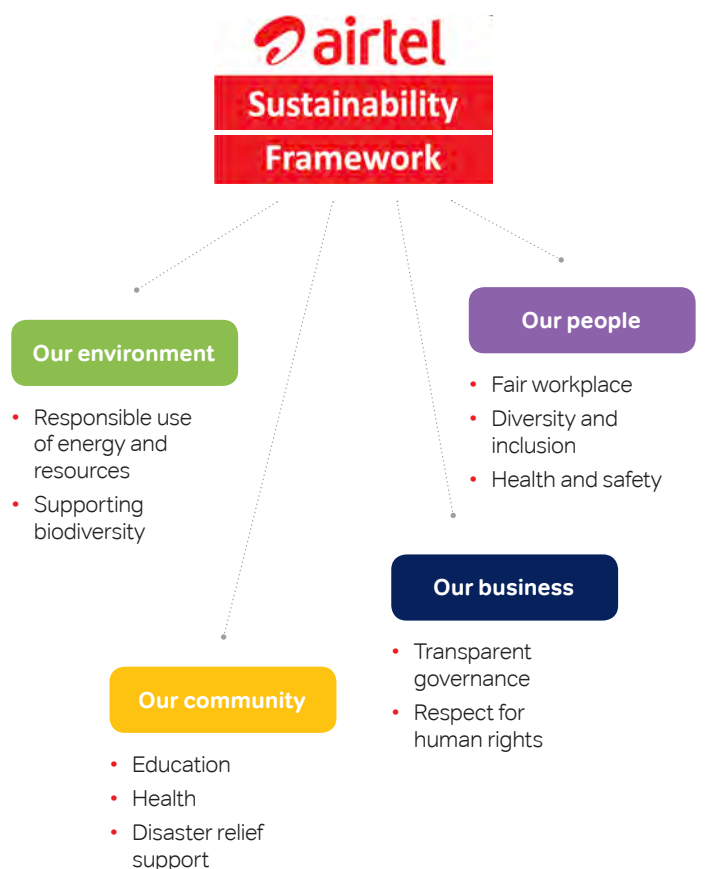 airtel
Sustainability
Framework
Our environment
• Responsible use
of energy and
resources
• Supporting
biodiversity
Our community
• Education
• Health
• Disaster relief
support
Our business
• Transparent
governance
• Respect for
human rights
Our people
• Fair workplace
• Diversity and
inclusion
• Health and safety